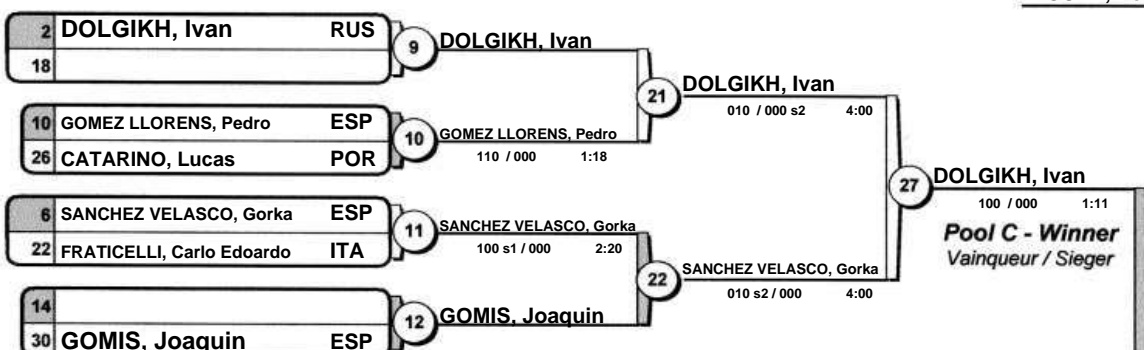 2 DOLGIKH, Ivan RUS
18
9 DOLGIKH, Ivan
10 GOMEZ LLORENS, Pedro ESP
26 CATARINO, Lucas POR
10 GOMEZ LLORENS, Pedro
110 / 000 1:18
21 DOLGIKH, Ivan
010 / 000 s2 4:00
6 SANCHEZ VELASCO, Gorka ESP
22 FRATICELLI, Carlo Edoardo ITA
11 SANCHEZ VELASCO, Gorka
100 s1 / 000 2:20
14
30 GOMIS, Joaquin ESP
12 GOMIS, Joaquin
22 SANCHEZ VELASCO, Gorka
010 s2 / 000 4:00
27 DOLGIKH, Ivan
100 / 000 1:11
Pool C - Winner
Vainqueur / Sieger